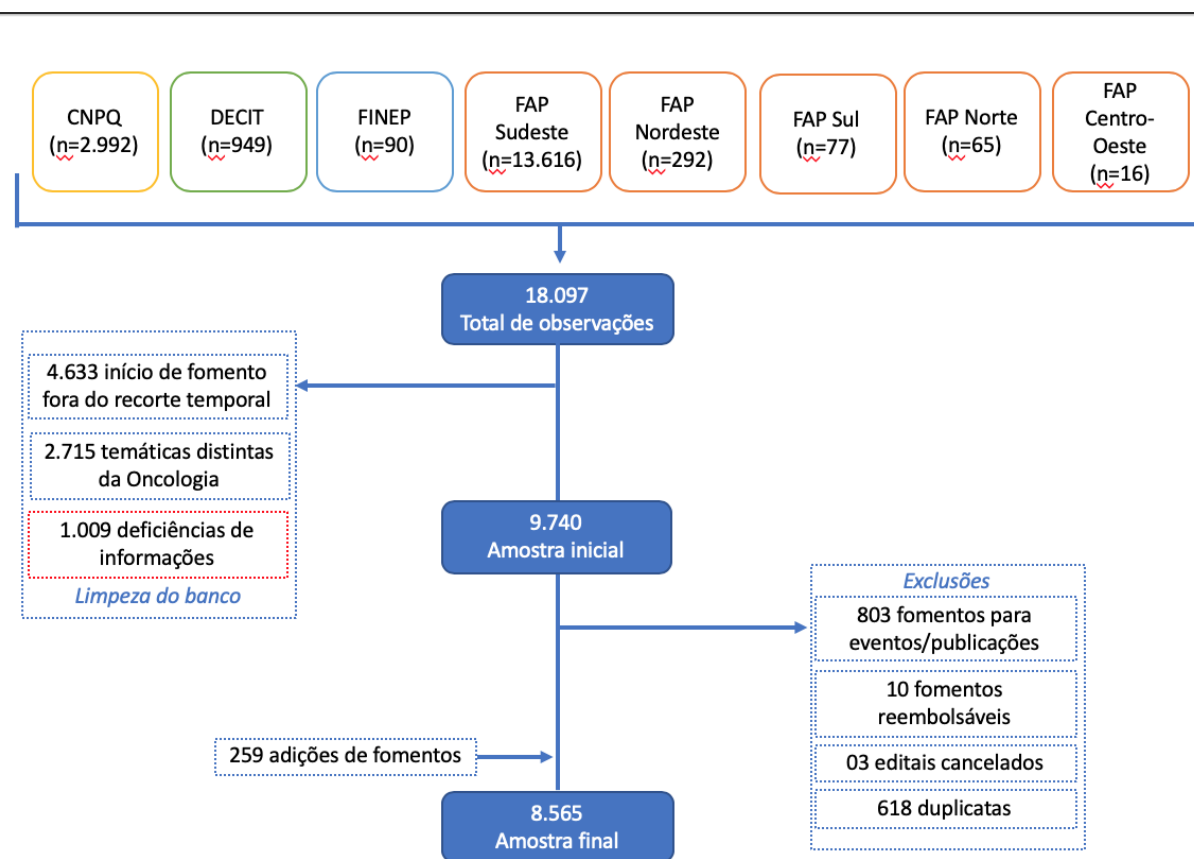 CNPQ
(n=2.992)
DECIT
(n=949)
FINEP
(n=90)
FAP
Sudeste
(n=13.616)
FAP
Nordeste
(n=292)
FAP Sul
(n=77)
FAP Norte
(n=65)
FAP
Centro-
Oeste
(n=16)
18.097
Total de observações
4.633 início de fomento
fora do recorte temporal
2.715 temáticas distintas
da Oncologia
1.009 deficiências de
informações
Limpeza do banco
9.740
Amostra inicial
Exclusões
803 fomentos para
eventos/publicações
10 fomentos
reembolsáveis
03 editais cancelados
618 duplicatas
259 adições de fomentos
8.565
Amostra final